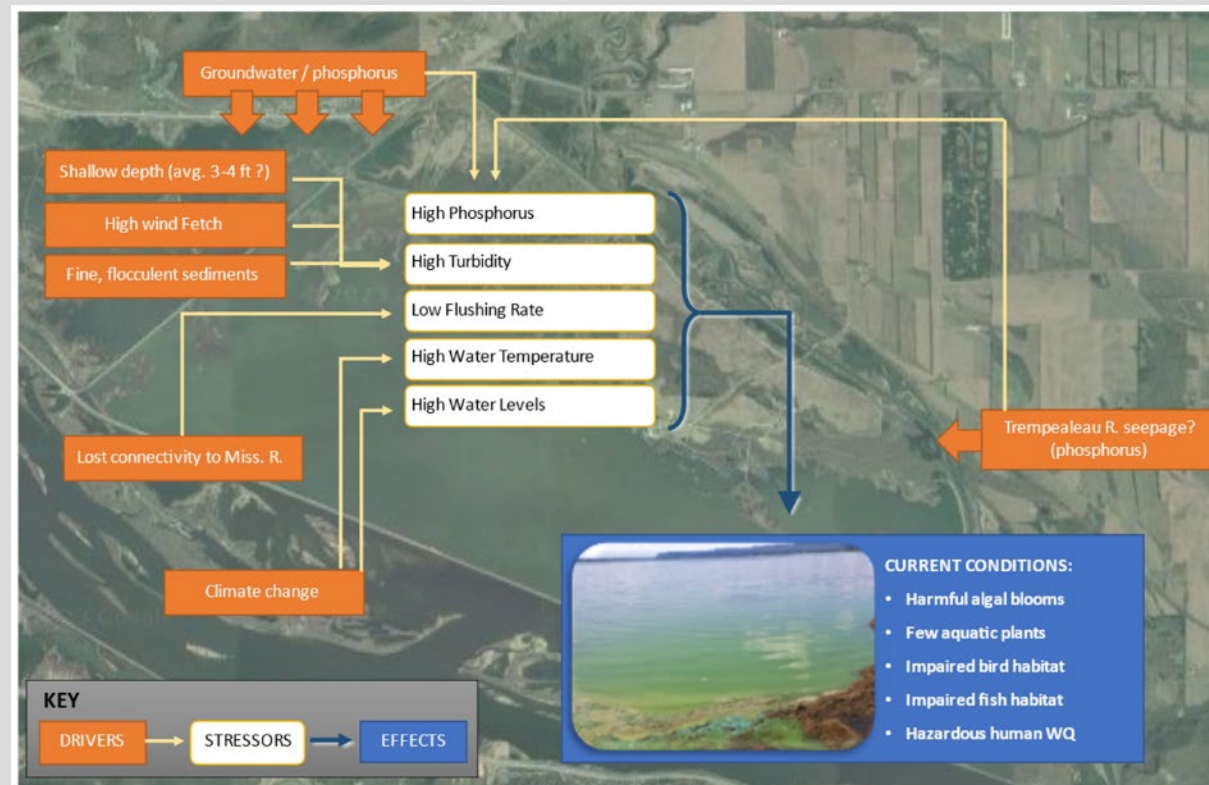 Groundwater / phosphorus
Shallow depth (avg. 3-4 ft ?)
High wind Fetch
Fine, flocculent sediments
High Phosphorus
High Turbidity
Low Flushing Rate
High Water Temperature
High Water Levels
Lost connectivity to Miss. R.
Trempealeau R. seepage?
(phosphorus)
Climate change
CURRENT CONDITIONS:
• Harmful algal blooms
• Few aquatic plants
• Impaired bird habitat
• Impaired fish habitat
• Hazardous human WQ
KEY
DRIVERS
STRESSORS
EFFECTS